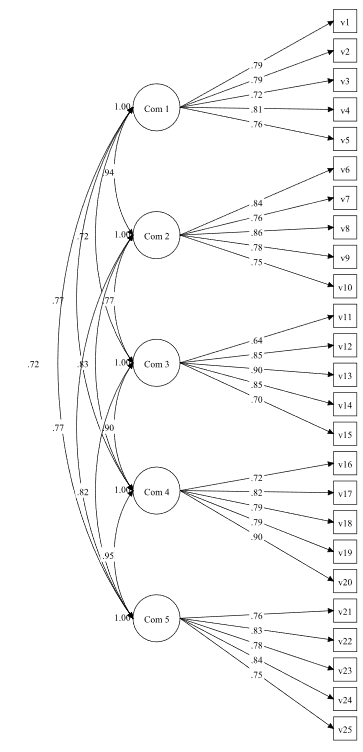 v1
.79
v2
.79
v3
.72
1.00
Com 1
.81
v4
.76
v5
.94
v6
.84
v7
.76
.72
1.00
Com 2
.86
v8
.78
v9
.75
v10
.77
.77
v11
.64
v12
.85
.72
.83
1.00
Com 3
.90
v13
.85
v14
.70
v15
.77
.90
v16
.72
.82
1.00
Com 4
.82
v17
.79
v18
.79
v19
.90
v20
.95
v21
.76
v22
.83
1.00
Com 5
.78
v23
.84
v24
.75
v25